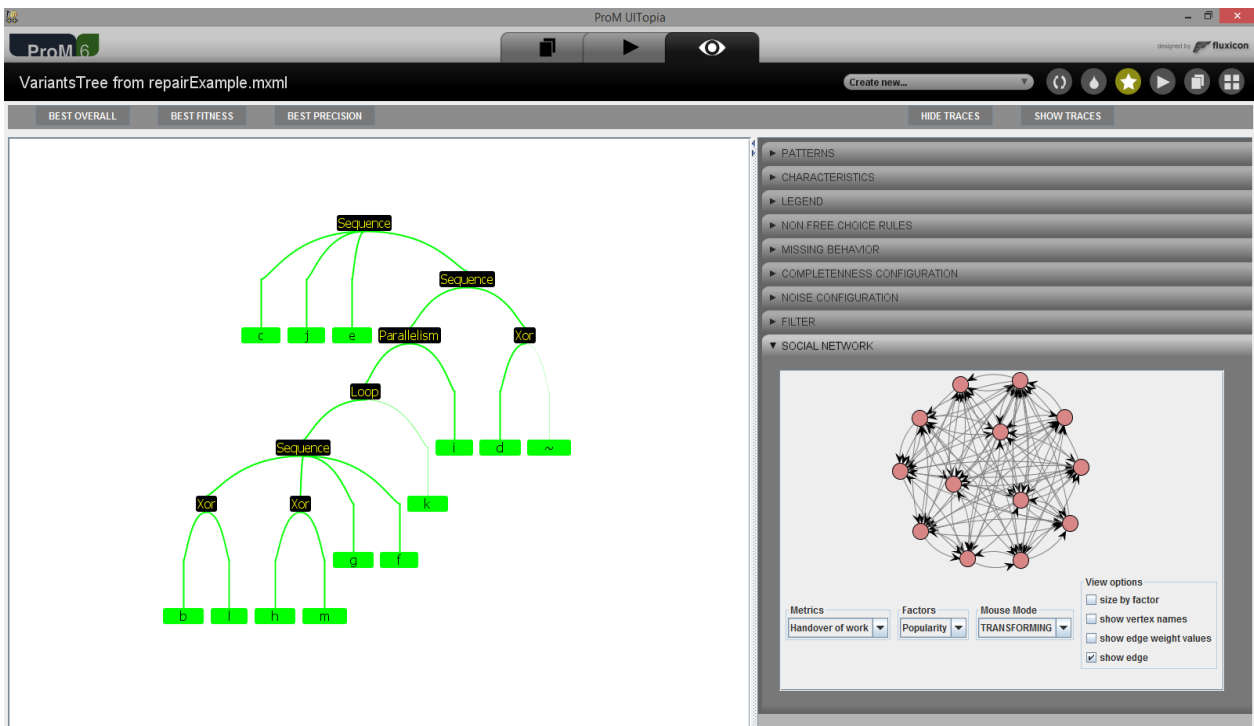 ProM UITopia
ProM 6
designed by fluxicon
VariantsTree from repairExample.mxml
Create new...
BEST OVERALL BEST FITNESS BEST PRECISION HIDE TRACES SHOW TRACES
PATTERNS
CHARACTERISTICS
LEGEND
NON FREE CHOICE RULES
MISSING BEHAVIOR
COMPLETENNESS CONFIGURATION
NOISE CONFIGURATION
FILTER
SOCIAL NETWORK
Sequence
Sequence
c j e Parallelism Xor
Loop
Sequence i d ~
Xor Xor k
g f
b l h m
View options
size by factor
show vertex names
show edge weight values
show edge
Metrics Factors Mouse Mode
Handover of work Popularity TRANSFORMING